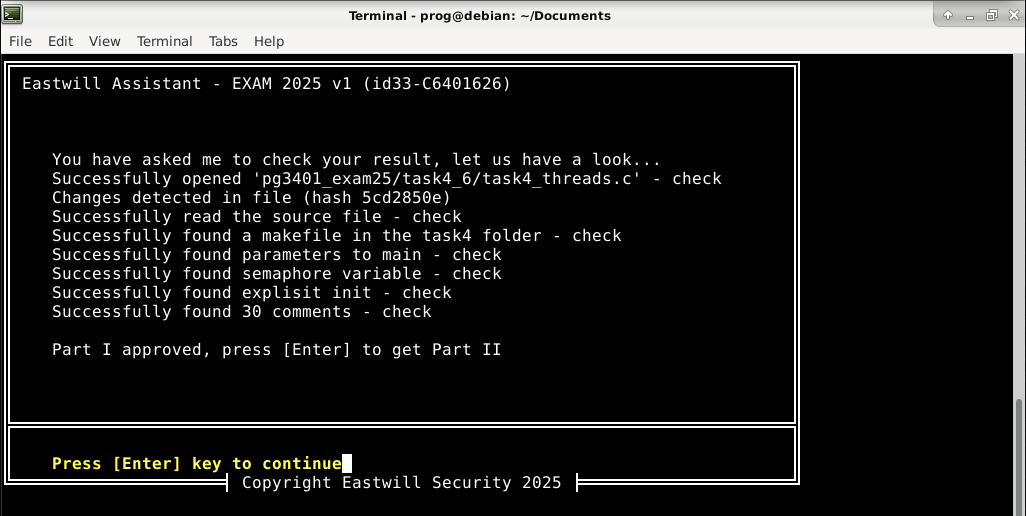 Terminal - prog@debian: ~/Documents
File Edit View Terminal Tabs Help
Eastwill Assistant - EXAM 2025 v1 (id33-C6401626)
You have asked me to check your result, let us have a look...
Successfully opened 'pg3401_exam25/task4_6/task4_threads.c' - check
Changes detected in file (hash 5cd2850e)
Successfully read the source file - check
Successfully found a makefile in the task4 folder - check
Successfully found parameters to main - check
Successfully found semaphore variable - check
Successfully found explisit init - check
Successfully found 30 comments - check
Part I approved, press [Enter] to get Part II
Press [Enter] key to continue
Copyright Eastwill Security 2025